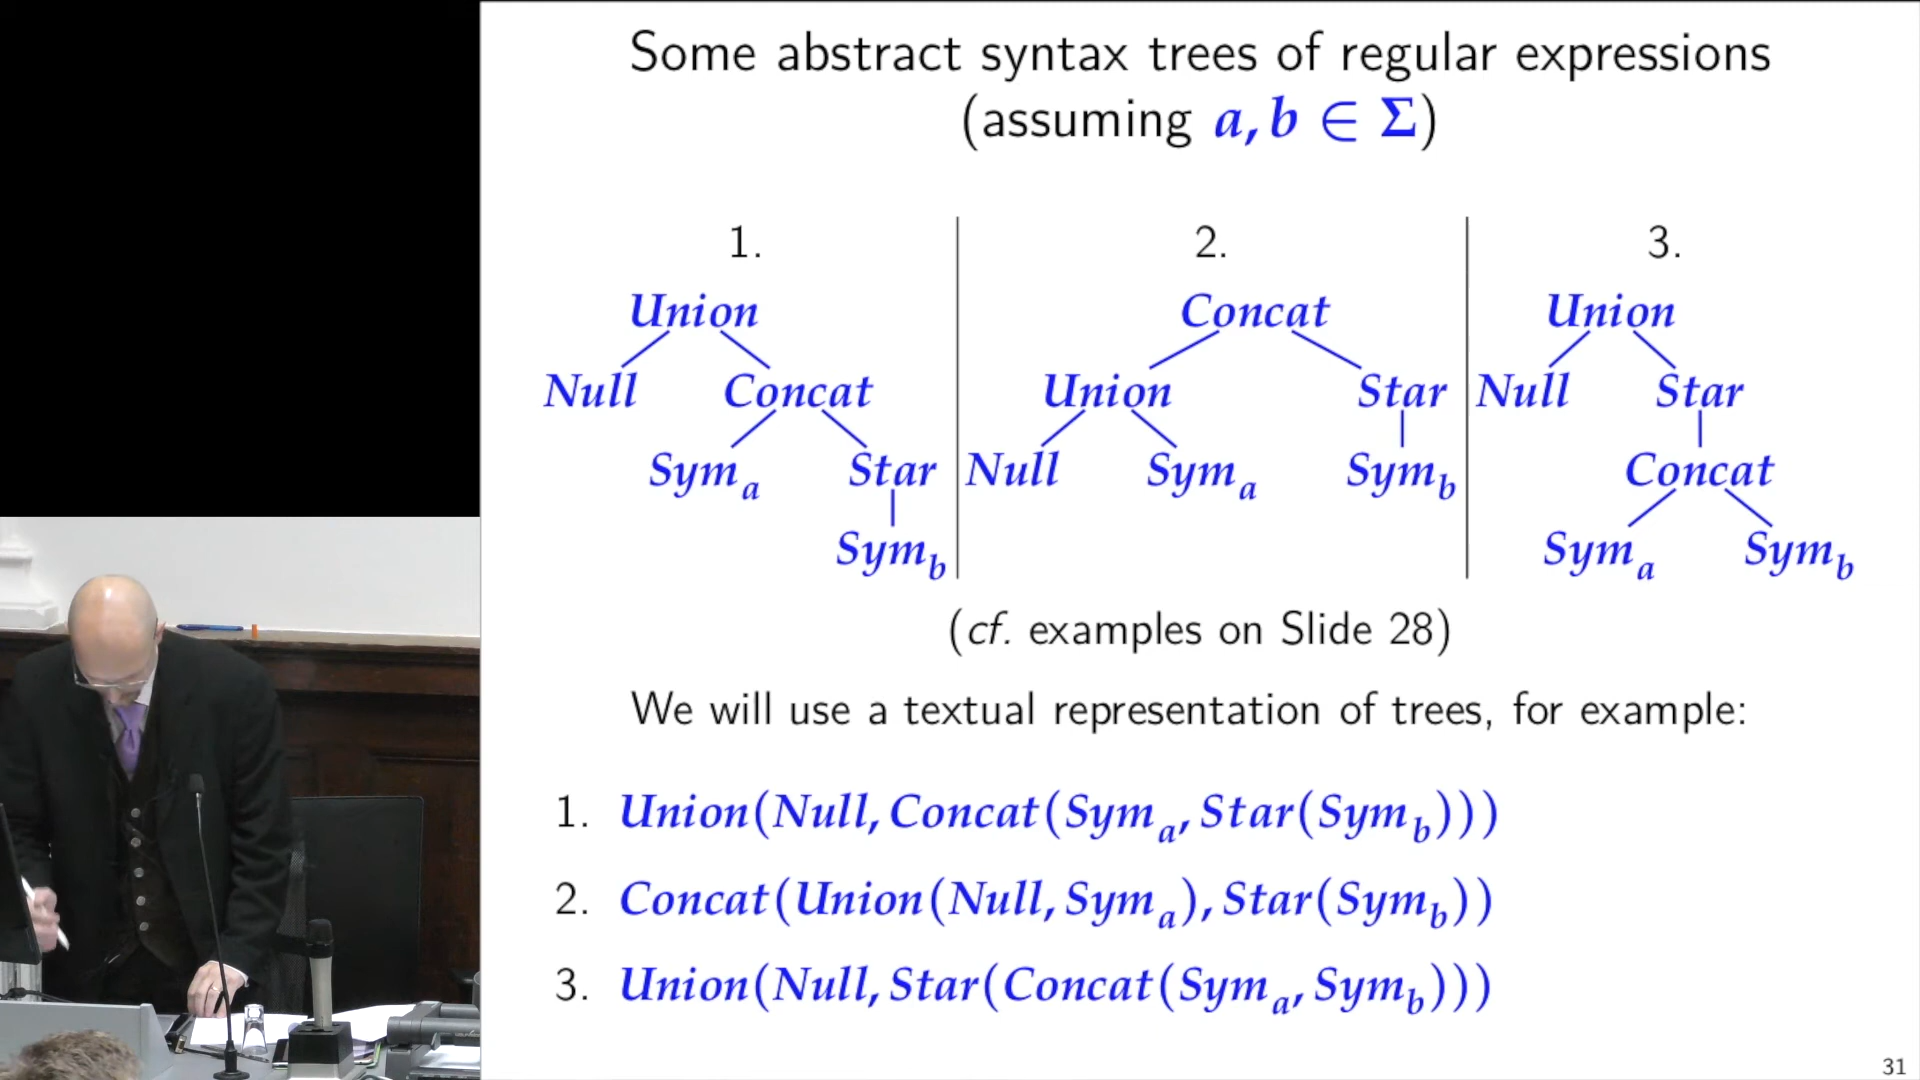 Some abstract syntax trees of regular expressions
(assuming a, b ∈ Σ)
1.
Union
Null Concat
Sym_a Star
Sym_b
2.
Concat
Union Star
Null Sym_a Sym_b
3.
Union
Null Star
Concat
Sym_a Sym_b
(cf. examples on Slide 28)
We will use a textual representation of trees, for example:
1. Union(Null, Concat(Sym_a, Star(Sym_b)))
2. Concat(Union(Null, Sym_a), Star(Sym_b))
3. Union(Null, Star(Concat(Sym_a, Sym_b)))
31